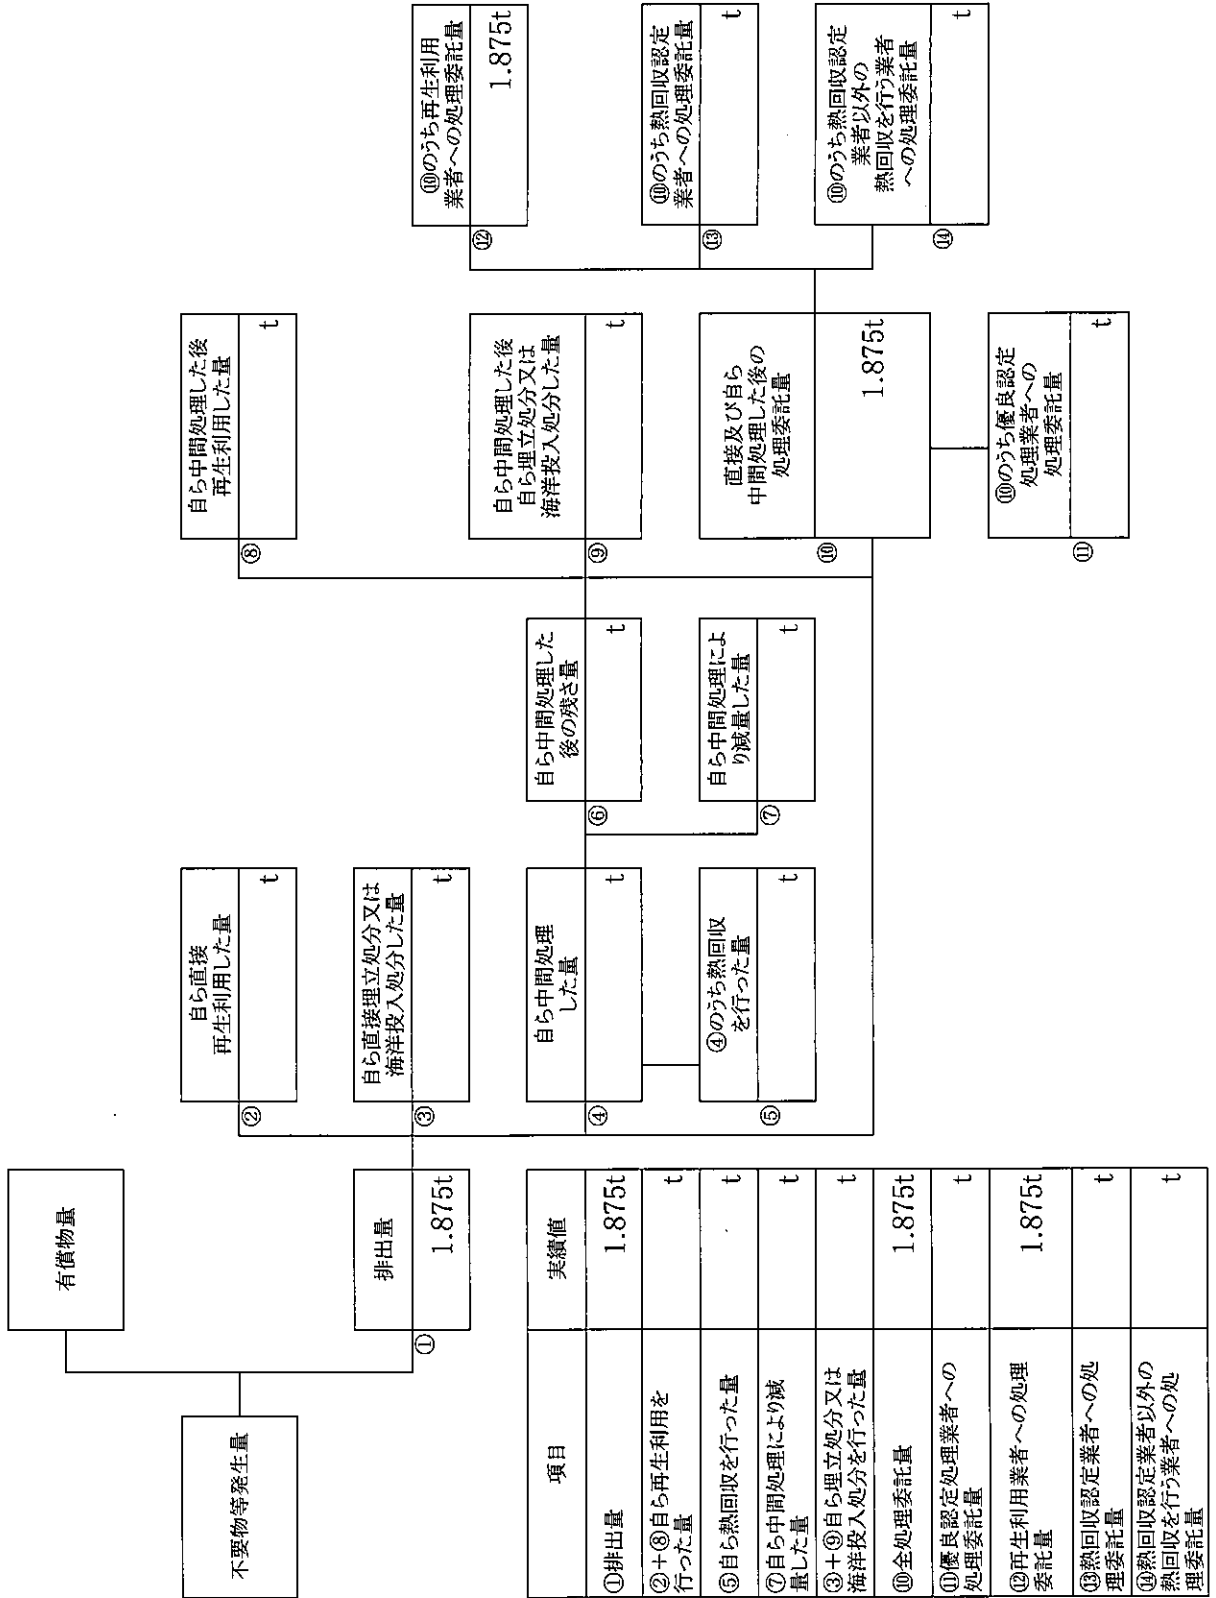 不要物等発生量
有償物量
①
排出量
1.875t
②
自ら直接
再生利用した量
t
③
自ら直接埋立処分又は
海洋投入処分した量
t
④
自ら中間処理
した量
t
⑤
④のうち熱回収
を行った量
t
⑥
自ら中間処理した
後の残さ量
t
⑦
自ら中間処理によ
り減量した量
t
⑧
自ら中間処理した後
再生利用した量
t
⑨
自ら中間処理した後
自ら埋立処分又は
海洋投入処分した量
t
⑩
直接及び自ら
中間処理した後の
処理委託量
1.875t
⑪
⑩のうち優良認定
処理業者への
処理委託量
t
⑫
⑩のうち再生利用
業者への処理委託量
1.875t
⑬
⑩のうち熱回収認定
業者への処理委託量
t
⑭
⑩のうち熱回収認定
業者以外の
熱回収を行う業者
への処理委託量
t
項目 実績値
①排出量 1.875t
②+⑧自ら再生利用を
行った量 t
⑤自ら熱回収を行った量 t
⑦自ら中間処理により減
量した量 t
③+⑨自ら埋立処分又は
海洋投入処分を行った量 t
⑩全処理委託量 1.875t
⑪優良認定処理業者への
処理委託量 t
⑫再生利用業者への処理
委託量 1.875t
⑬熱回収認定業者への処
理委託量 t
⑭熱回収認定業者以外の
熱回収を行う業者への処
理委託量 t